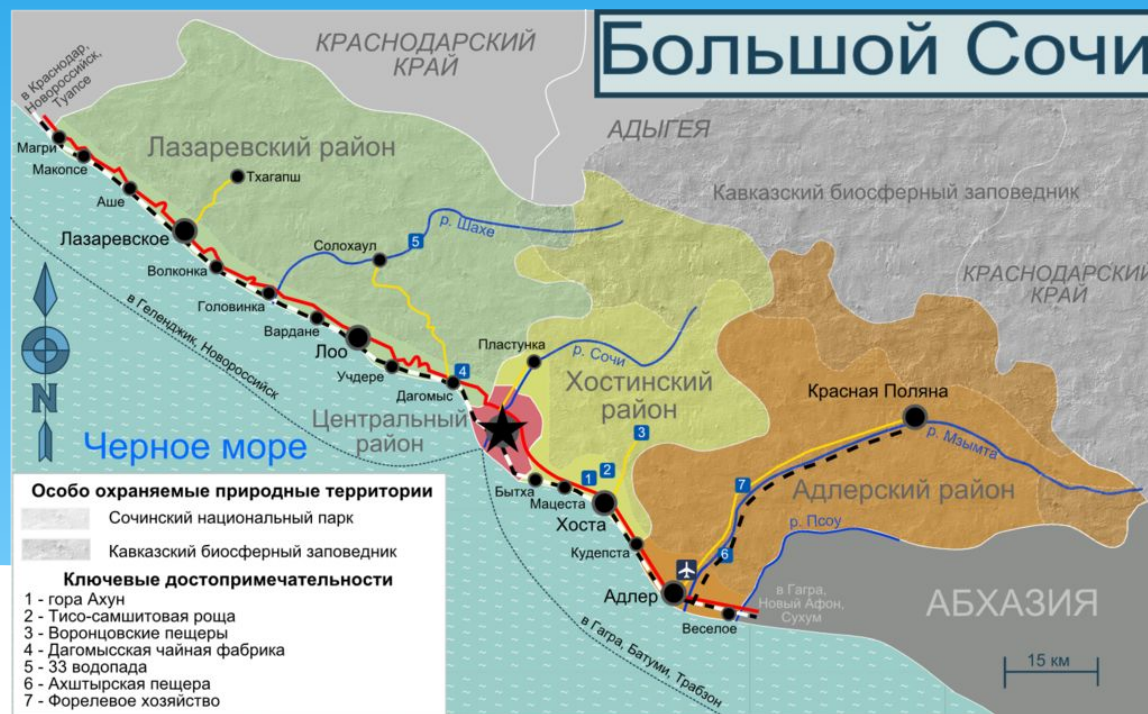 Большой Сочи
КРАСНОДАРСКИЙ
КРАЙ
в Краснодар,
Новороссийск,
Туапсе
АДЫГЕЯ
Магри
Макопсе
Лазаревский район
Тхагапш
Кавказский биосферный заповедник
Аше
Лазаревское
р. Шахе
5
Солохаул
Волконка
КРАСНОДАРСКИЙ
КРАЙ
Головинка
в Геленджик, Новороссийск
Вардане
Лоо
Пластунка
р. Сочи
Учдере
4
Дагомыс
Хостинский
район
Красная Поляна
N
Центральный
район
Черное море
3
р. Мзымта
Бытха
1
2
Мацеста
7
Адлерский район
Хоста
р. Псоу
Кудепста
6
Адлер
в Гагра,
Новый Афон,
Сухум
АБХАЗИЯ
Веселое
в Гагра, Батуми, Трабзон
15 км
Особо охраняемые природные территории
Сочинский национальный парк
Кавказский биосферный заповедник
Ключевые достопримечательности
1 - гора Ахун
2 - Тисо-самшитовая роща
3 - Воронцовские пещеры
4 - Дагомысская чайная фабрика
5 - 33 водопада
6 - Ахштырская пещера
7 - Форелевое хозяйство